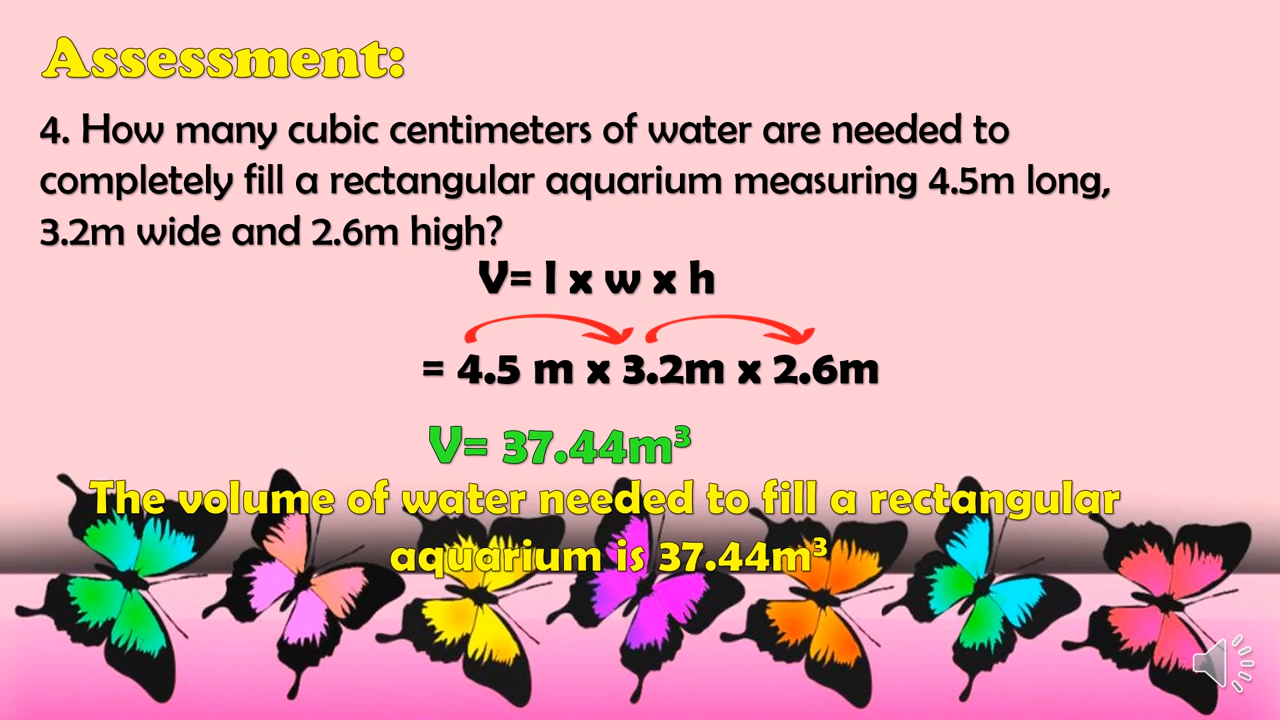 Assessment:
4. How many cubic centimeters of water are needed to
completely fill a rectangular aquarium measuring 4.5m long,
3.2m wide and 2.6m high?
V= l x w x h
= 4.5 m x 3.2m x 2.6m
V= 37.44m³
The volume of water needed to fill a rectangular
aquarium is 37.44m³